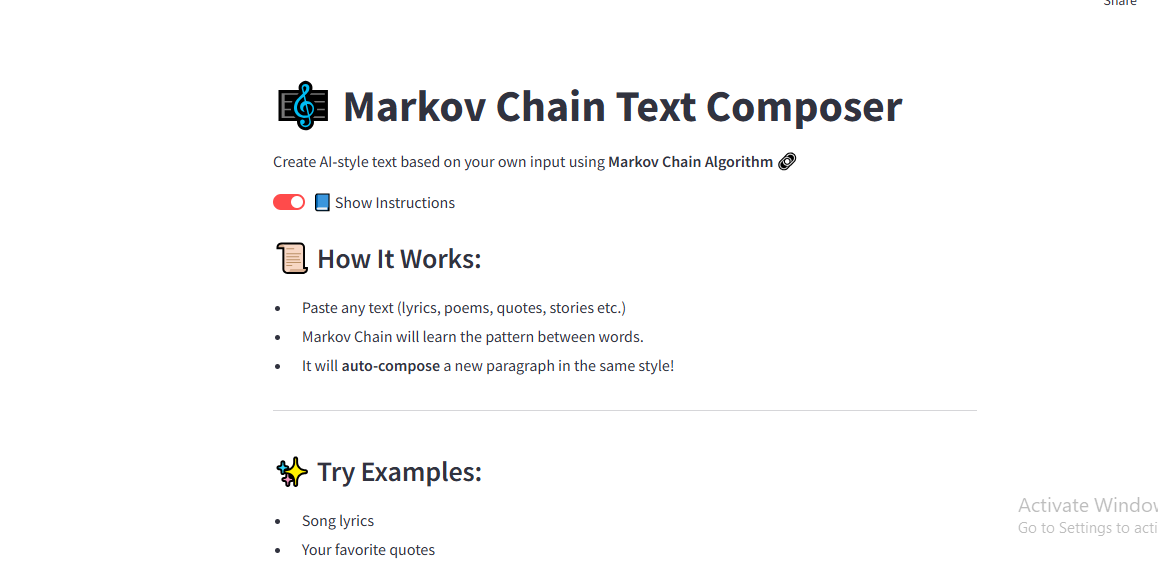 Share
Markov Chain Text Composer
Create AI-style text based on your own input using Markov Chain Algorithm
Show Instructions
How It Works:
Paste any text (lyrics, poems, quotes, stories etc.)
Markov Chain will learn the pattern between words.
It will auto-compose a new paragraph in the same style!
Try Examples:
Song lyrics
Activate Window
Go to Settings to acti
Your favorite quotes